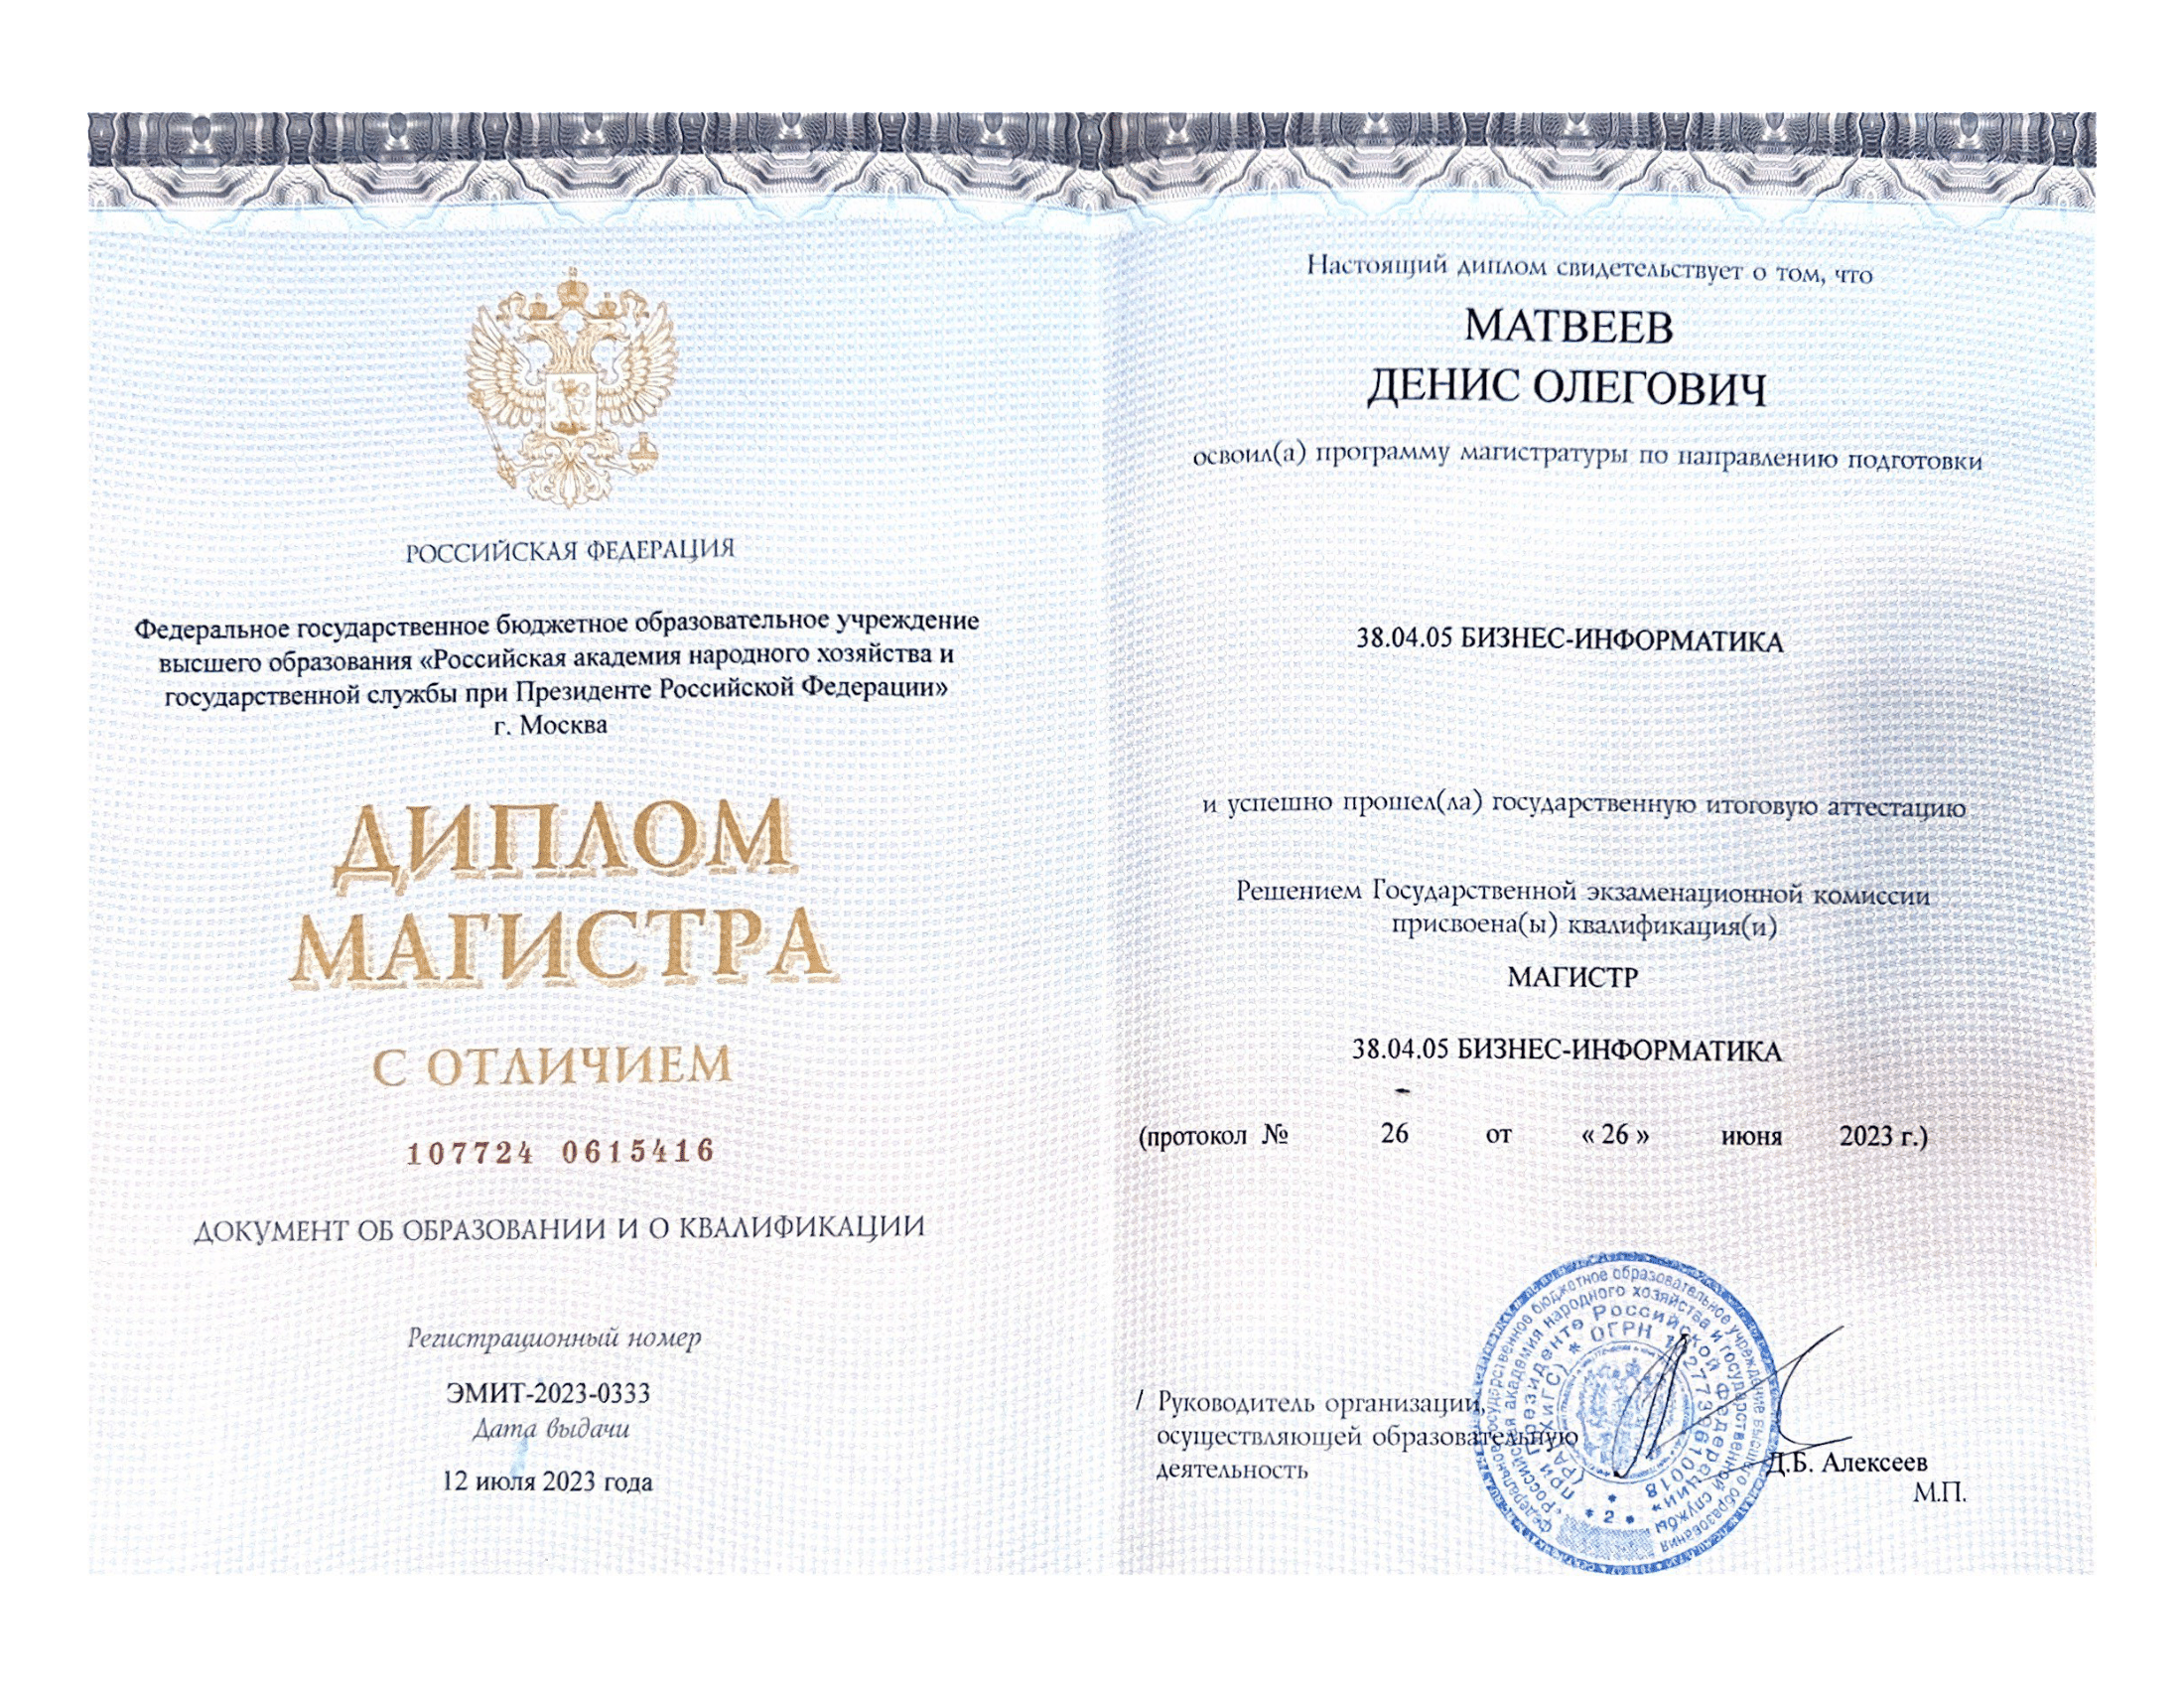 РОССИЙСКАЯ ФЕДЕРАЦИЯ
Федеральное государственное бюджетное образовательное учреждение
высшего образования «Российская академия народного хозяйства и
государственной службы при Президенте Российской Федерации»
г. Москва
ДИПЛОМ
МАГИСТРА
С ОТЛИЧИЕМ
107724 0615416
ДОКУМЕНТ ОБ ОБРАЗОВАНИИ И О КВАЛИФИКАЦИИ
Регистрационный номер
ЭМИТ-2023-0333
Дата выдачи
12 июля 2023 года
Настоящий диплом свидетельствует о том, что
МАТВЕЕВ
ДЕНИС ОЛЕГОВИЧ
освоил(а) программу магистратуры по направлению подготовки
38.04.05 БИЗНЕС-ИНФОРМАТИКА
и успешно прошел(ла) государственную итоговую аттестацию
Решением Государственной экзаменационной комиссии
присвоена(ы) квалификация(и)
МАГИСТР
38.04.05 БИЗНЕС-ИНФОРМАТИКА
(протокол № 26 от « 26 » июня 2023 г.)
/ Руководитель организации,
осуществляющей образовательную
деятельность
Д.Б. Алексеев
М.П.
Федеральное государственное бюджетное образовательное учреждение высшего образования
«Российская академия народного хозяйства и государственной службы
при Президенте Российской Федерации»
(РАНХиГС) * ОГРН
* 2 *